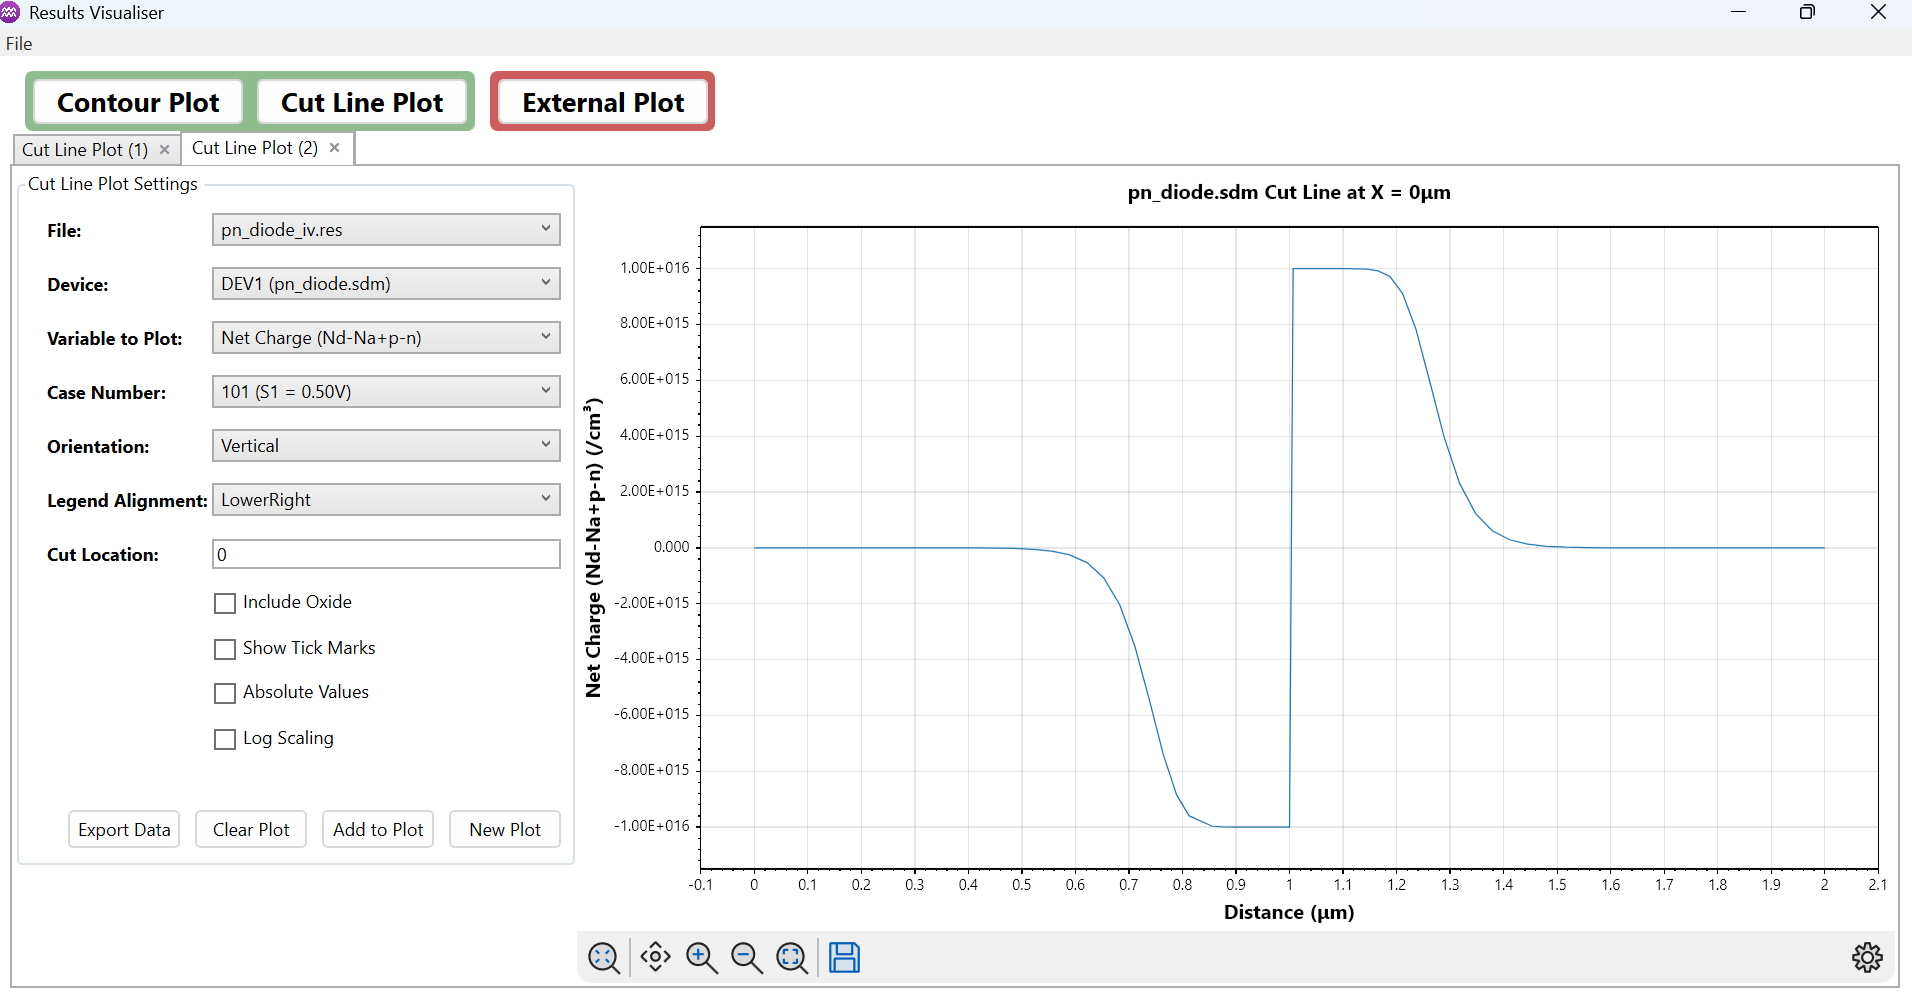 Results Visualiser
File
Contour Plot
Cut Line Plot
External Plot
Cut Line Plot (1)
Cut Line Plot (2)
Cut Line Plot Settings
File:
pn_diode_iv.res
Device:
DEV1 (pn_diode.sdm)
Variable to Plot:
Net Charge (Nd-Na+p-n)
Case Number:
101 (S1 = 0.50V)
Orientation:
Vertical
Legend Alignment:
LowerRight
Cut Location:
0
Include Oxide
Show Tick Marks
Absolute Values
Log Scaling
Export Data
Clear Plot
Add to Plot
New Plot
pn_diode.sdm Cut Line at X = 0µm
Net Charge (Nd-Na+p-n) (/cm³)
1.00E+016
8.00E+015
6.00E+015
4.00E+015
2.00E+015
0.000
-2.00E+015
-4.00E+015
-6.00E+015
-8.00E+015
-1.00E+016
-0.1 0 0.1 0.2 0.3 0.4 0.5 0.6 0.7 0.8 0.9 1 1.1 1.2 1.3 1.4 1.5 1.6 1.7 1.8 1.9 2 2.1
Distance (µm)